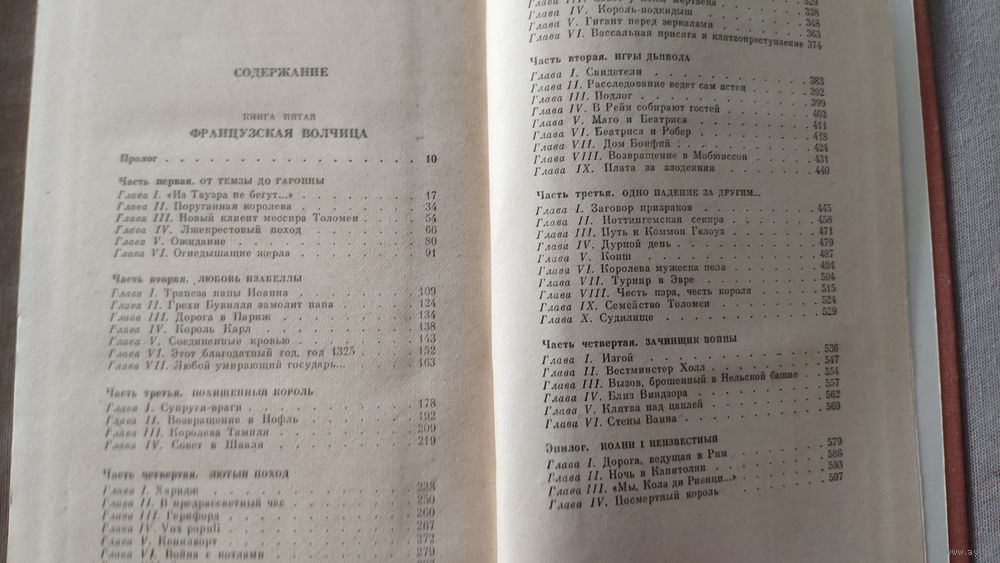 СОДЕРЖАНИЕ
КНИГА ПЯТАЯ
ФРАНЦУЗСКАЯ ВОЛЧИЦА
Пролог . . . . . . . . . . . . . . 10
Часть первая. ОТ ТЕМЗЫ ДО ГАРОННЫ
Глава I. «Из Тауэра не бегут...» . . . . . 17
Глава II. Поруганная королева . . . . . 34
Глава III. Новый клиент мессира Толомеи . . . 54
Глава IV. Лжекрестовый поход . . . . . 66
Глава V. Ожидание . . . . . . . . 80
Глава VI. Огнедышащие жерла . . . . . 91
Часть вторая. ЛЮБОВЬ ИЗАБЕЛЛЫ
Глава I. Трапеза папы Иоанна . . . . . 109
Глава II. Грехи Бувилля замолит папа . . . . 124
Глава III. Дорога в Париж . . . . . . 134
Глава IV. Король Карл . . . . . . . 138
Глава V. Соединенные кровью . . . . . 143
Глава VI. Этот благодатный год, год 1325 . . . 152
Глава VII. Любой умирающий государь... . . . 163
Часть третья. ПОХИЩЕННЫЙ КОРОЛЬ
Глава I. Супруги-враги . . . . . . . 178
Глава II. Возвращение в Нофль . . . . . 192
Глава III. Королева Тампля . . . . . . 209
Глава IV. Совет в Шаали . . . . . . 219
Часть четвертая. ЛЮТЫЙ ПОХОД
Глава I. Харидж . . . . . . . . 238
Глава II. В предрассветный час . . . . . 250
Глава III. Герифорд . . . . . . . 260
Глава IV. Vox populi . . . . . . . 267
Глава V. Кенилворт . . . . . . . 272
Глава VI. Война с котлами . . . . . . 279
329
Глава IV. Король-подкидыш . . . . . . 338
Глава V. Гигант перед зеркалами . . . . . 348
363
Глава VI. Вассальная присяга и клятвопреступление 374
Часть вторая. ИГРЫ ДЬЯВОЛА
Глава I. Свидетели . . . . . . . . 383
Глава II. Расследование ведет сам истец . . . 392
Глава III. Подлог . . . . . . . . 399
Глава IV. В Рейи собирают гостей . . . . 403
Глава V. Маго и Беатриса . . . . . . 411
Глава VI. Беатриса и Робер . . . . . . 418
Глава VII. Дом Бонфий . . . . . . . 424
Глава VIII. Возвращение в Мобюиссон . . . . 431
Глава IX. Плата за злодеяния . . . . . 440
Часть третья. ОДНО ПАДЕНИЕ ЗА ДРУГИМ...
Глава I. Заговор призраков . . . . . . 445
Глава II. Ноттингемская секира . . . . . 458
Глава III. Путь к Коммон Гелоуз . . . . . 471
Глава IV. Дурной день . . . . . . . 479
Глава V. Конш . . . . . . . . . 487
Глава VI. Королева мужеска пола . . . . . 494
Глава VII. Турнир в Эвре . . . . . . 504
Глава VIII. Честь пэра, честь короля . . . . 515
Глава IX. Семейство Толомеи . . . . . 524
Глава X. Судилище . . . . . . . . 529
Часть четвертая. ЗАЧИНЩИК ВОЙНЫ
Глава I. Изгой . . . . . . . . . 536
Глава II. Вестминстер Холл . . . . . . 547
Глава III. Вызов, брошенный в Нельской башне . . 554
Глава IV. Близ Виндзора . . . . . . 557
Глава V. Клятва над цаплей . . . . . . 562
Глава VI. Стены Ванна . . . . . . . 569
Эпилог. ИОАНН I НЕИЗВЕСТНЫЙ
Глава I. Дорога, ведущая в Рим . . . . . 579
Глава II. Ночь в Капитолии . . . . . . 586
Глава III. «Мы, Кола ди Риенци...» . . . . 593
Глава IV. Посмертный король . . . . . 597